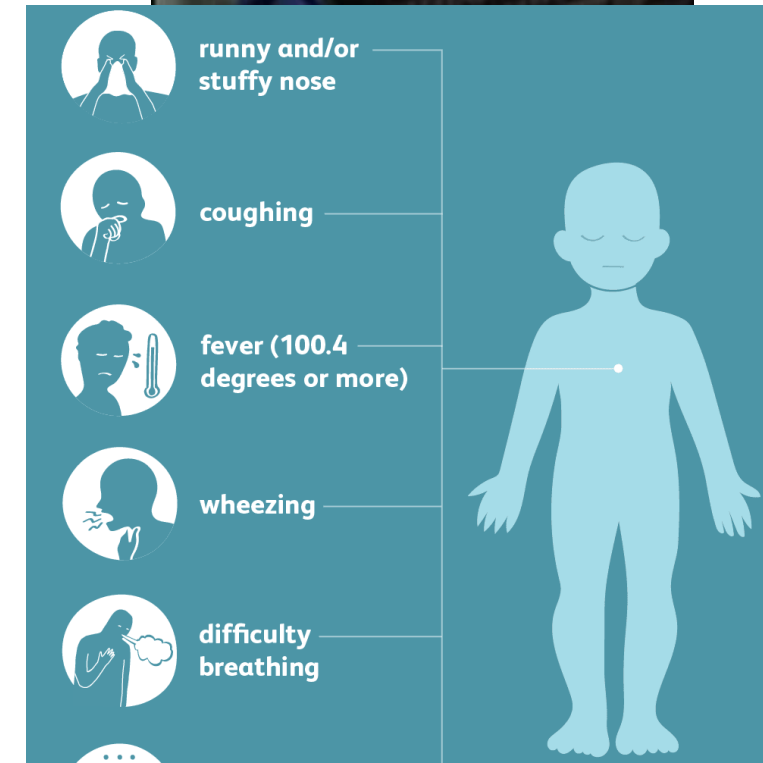 runny and/or
stuffy nose
coughing
fever (100.4
degrees or more)
wheezing
difficulty
breathing